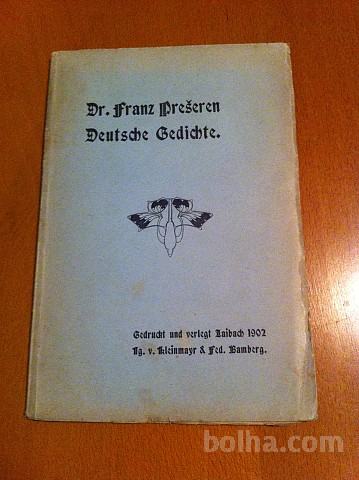 Dr. Franz Prešeren
Deutsche Gedichte.
Gedruckt und verlegt Laibach 1902
Ig. v. Kleinmayr & Fed. Bamberg.
bolha.com